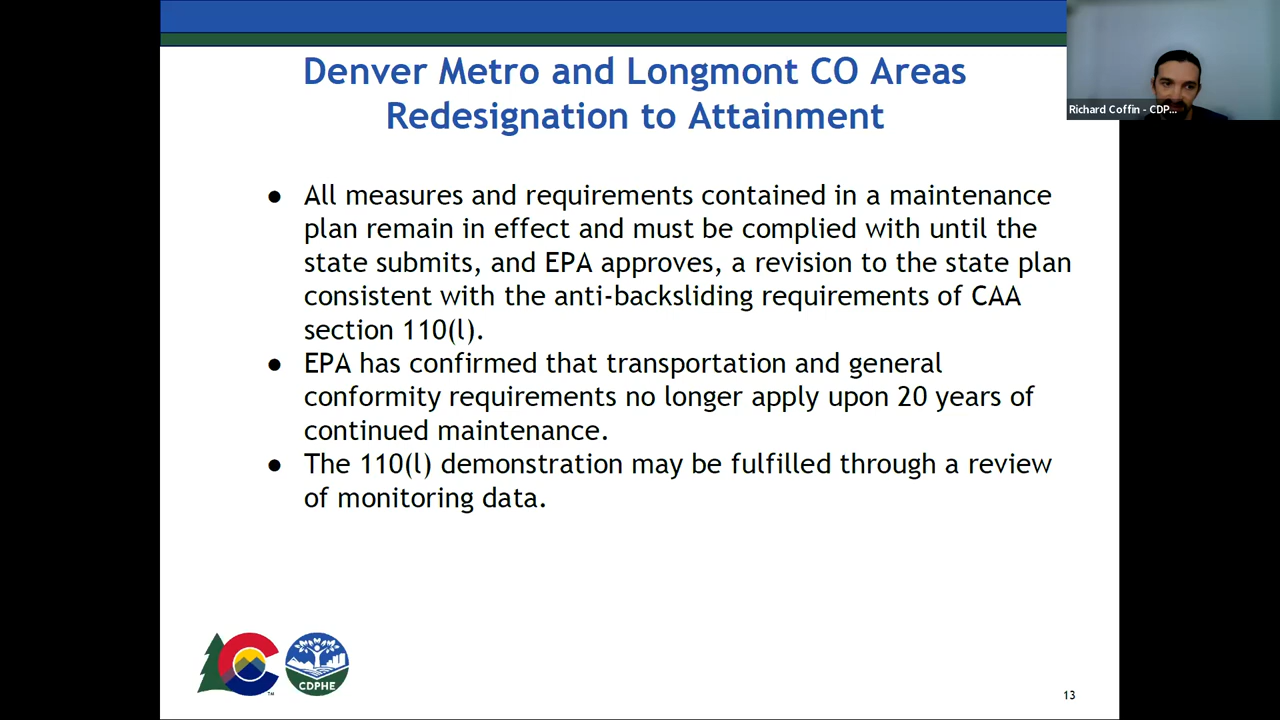 Denver Metro and Longmont CO Areas
Redesignation to Attainment
Richard Coffin - CDP...
● All measures and requirements contained in a maintenance
plan remain in effect and must be complied with until the
state submits, and EPA approves, a revision to the state plan
consistent with the anti-backsliding requirements of CAA
section 110(l).
● EPA has confirmed that transportation and general
conformity requirements no longer apply upon 20 years of
continued maintenance.
● The 110(l) demonstration may be fulfilled through a review
of monitoring data.
TM
CDPHE
13